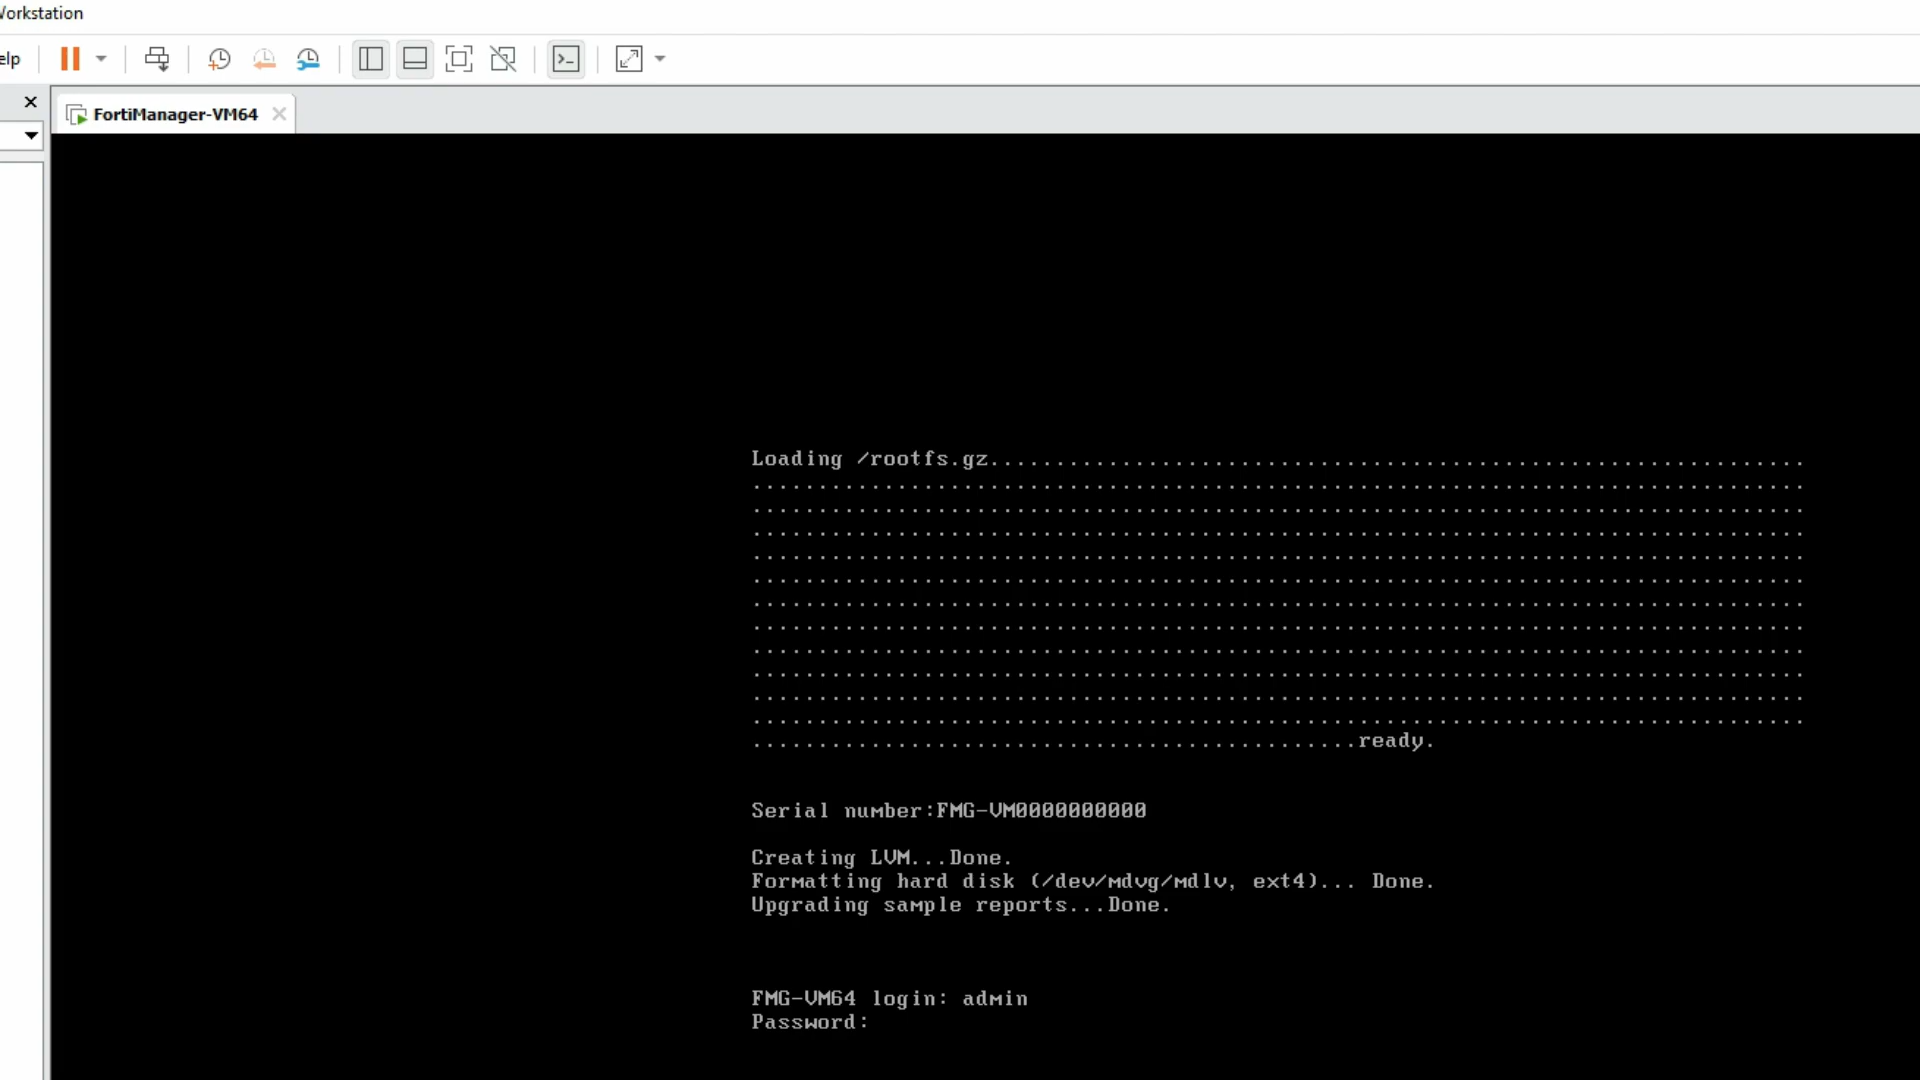 Workstation
elp
FortiManager-VM64
Loading /rootfs.gz..............................................................
................................................................................
................................................................................
................................................................................
................................................................................
................................................................................
................................................................................
................................................................................
................................................................................
................................................................................
................................................................................
................................................................................
..............................................ready.
Serial number:FMG-VM0000000000
Creating LVM...Done.
Formatting hard disk (/dev/mdvg/mdlv, ext4)... Done.
Upgrading sample reports...Done.
FMG-VM64 login: admin
Password: